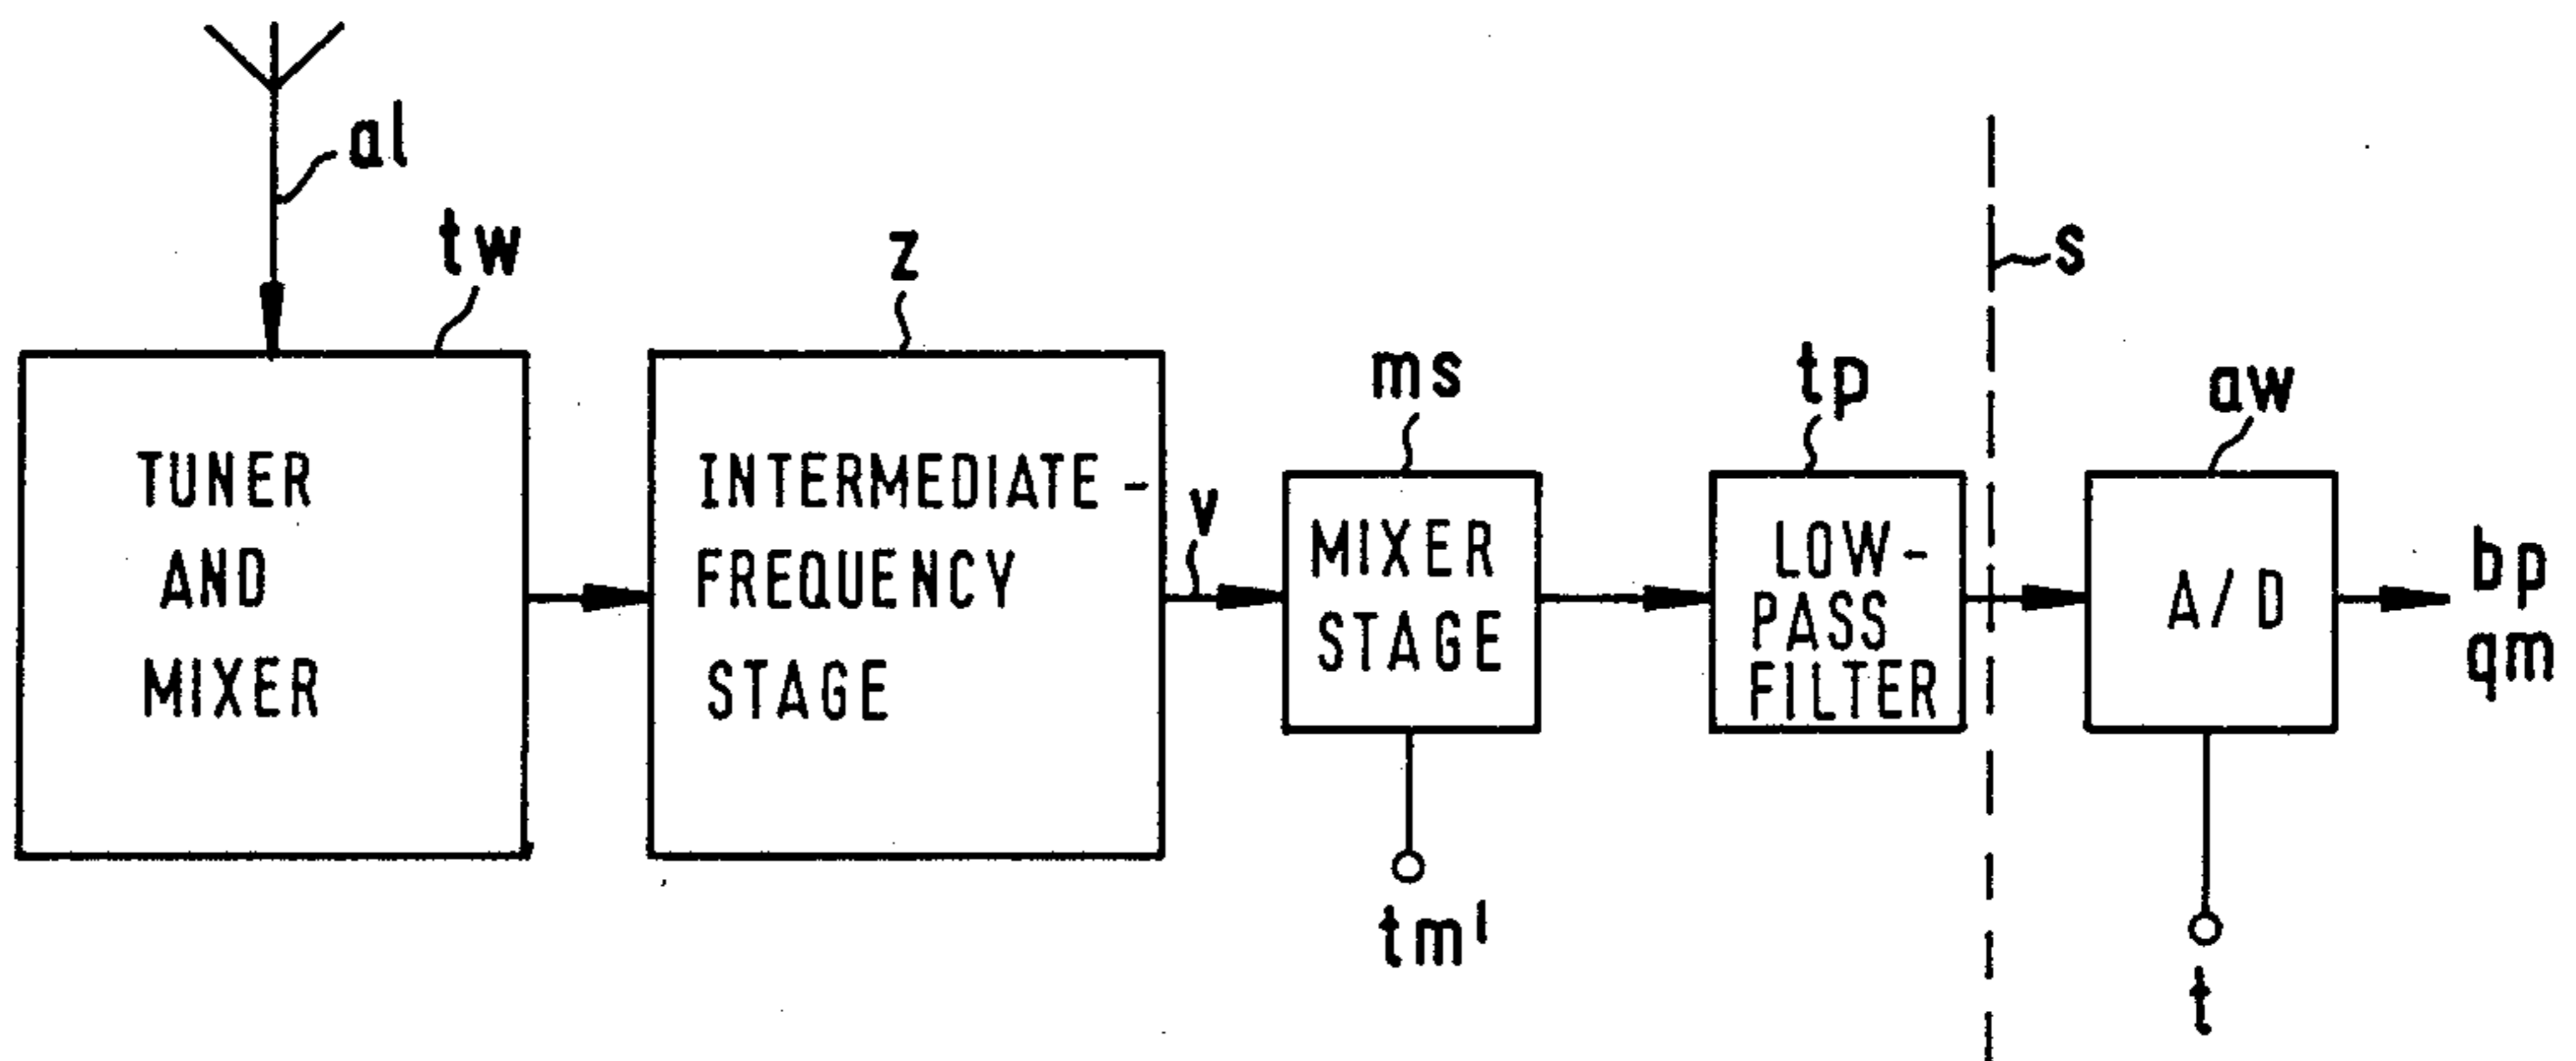 al
tw
TUNER
AND
MIXER
z
INTERMEDIATE-
FREQUENCY
STAGE
v
ms
MIXER
STAGE
tm'
tp
LOW-
PASS
FILTER
s
aw
A/D
t
bp
qm